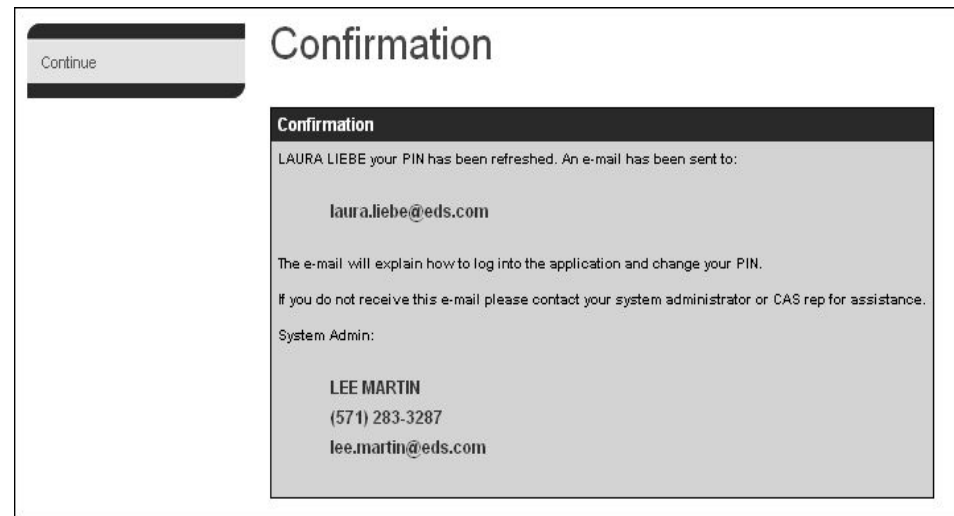 Continue
Confirmation
Confirmation
LAURA LIEBE your PIN has been refreshed. An e-mail has been sent to:
laura.liebe@eds.com
The e-mail will explain how to log into the application and change your PIN.
If you do not receive this e-mail please contact your system administrator or CAS rep for assistance.
System Admin:
LEE MARTIN
(571) 283-3287
lee.martin@eds.com